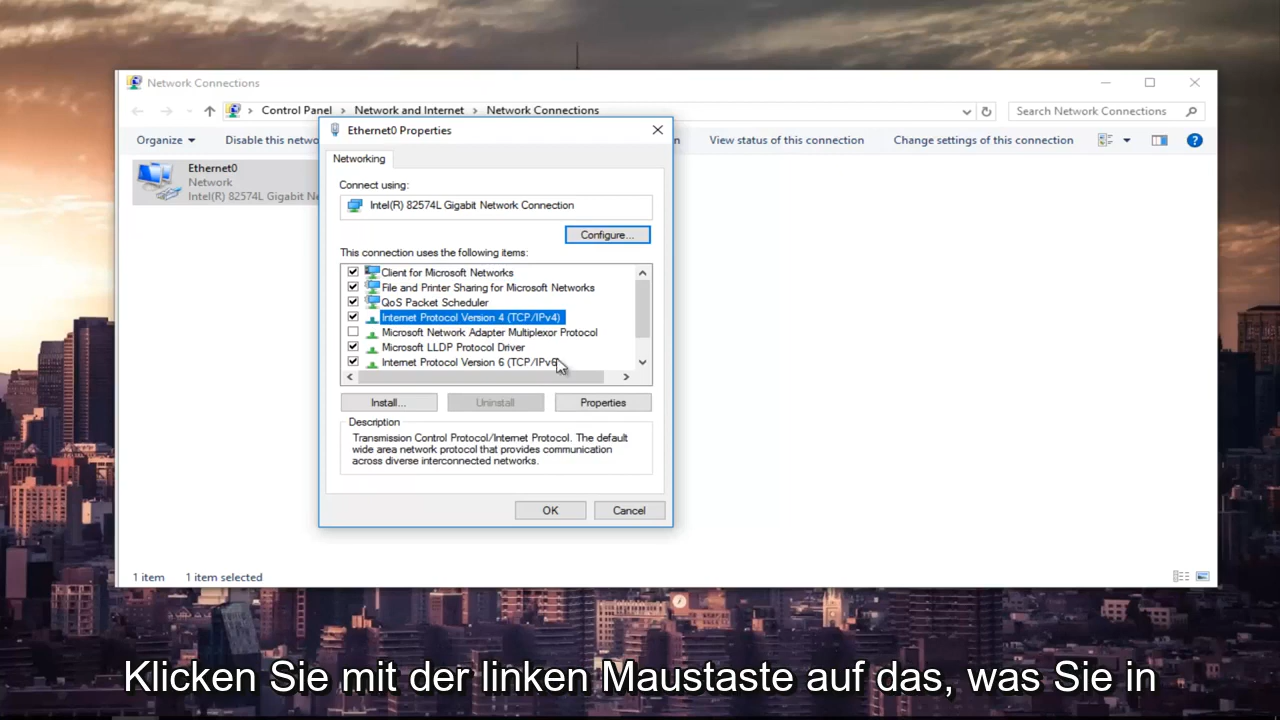 Network Connections
Control Panel > Network and Internet > Network Connections
Search Network Connections
Organize
Disable this netwo
n
View status of this connection
Change settings of this connection
Ethernet0
Network
Intel(R) 82574L Gigabit Ne
Ethernet0 Properties
Networking
Connect using:
Intel(R) 82574L Gigabit Network Connection
Configure...
This connection uses the following items:
Client for Microsoft Networks
File and Printer Sharing for Microsoft Networks
QoS Packet Scheduler
Internet Protocol Version 4 (TCP/IPv4)
Microsoft Network Adapter Multiplexor Protocol
Microsoft LLDP Protocol Driver
Internet Protocol Version 6 (TCP/IPv6
Install...
Uninstall
Properties
Description
Transmission Control Protocol/Internet Protocol. The default
wide area network protocol that provides communication
across diverse interconnected networks.
OK
Cancel
1 item
1 item selected
Klicken Sie mit der linken Maustaste auf das, was Sie in